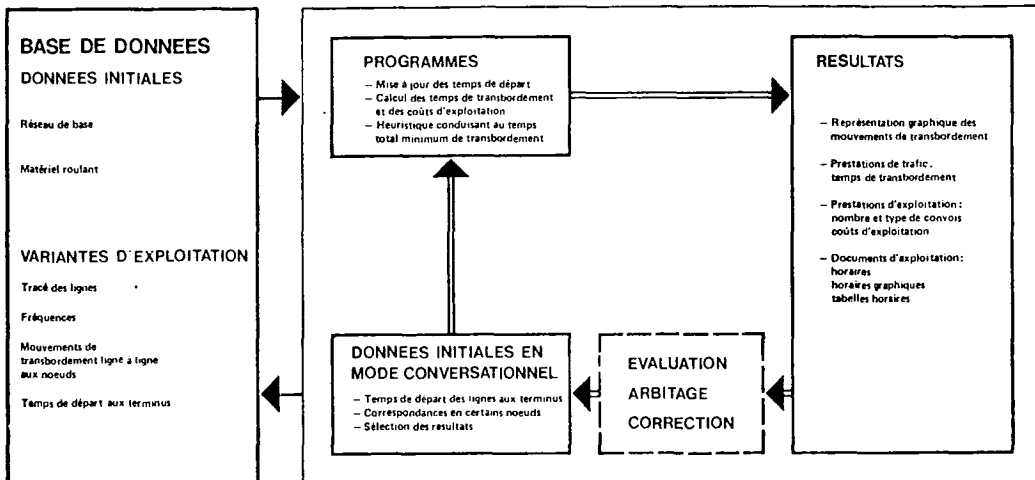 BASE DE DONNEES
DONNEES INITIALES
Réseau de base
Matériel roulant
VARIANTES D'EXPLOITATION
Tracé des lignes
Fréquences
Mouvements de
transbordement ligne à ligne
aux noeuds
Temps de départ aux terminus
PROGRAMMES
– Mise à jour des temps de départ
– Calcul des temps de transbordement
et des coûts d'exploitation
– Heuristique conduisant au temps
total minimum de transbordement
DONNEES INITIALES EN
MODE CONVERSATIONNEL
– Temps de départ des lignes aux terminus
– Correspondances en certains noeuds
– Sélection des resultats
EVALUATION
ARBITAGE
CORRECTION
RESULTATS
– Représentation graphique des
mouvements de transbordement
– Prestations de trafic.
temps de transbordement
– Prestations d'exploitation :
nombre et type de convois
coûts d'exploitation
– Documents d'exploitation :
horaires
horaires graphiques
tabelles horaires